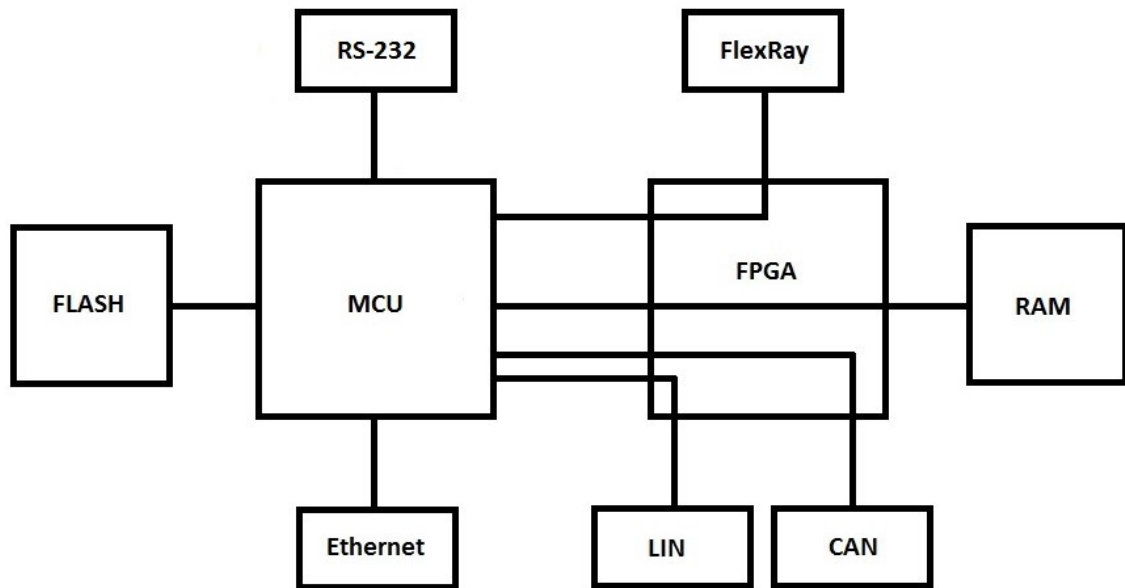 RS-232
FlexRay
FLASH
MCU
FPGA
RAM
Ethernet
LIN
CAN